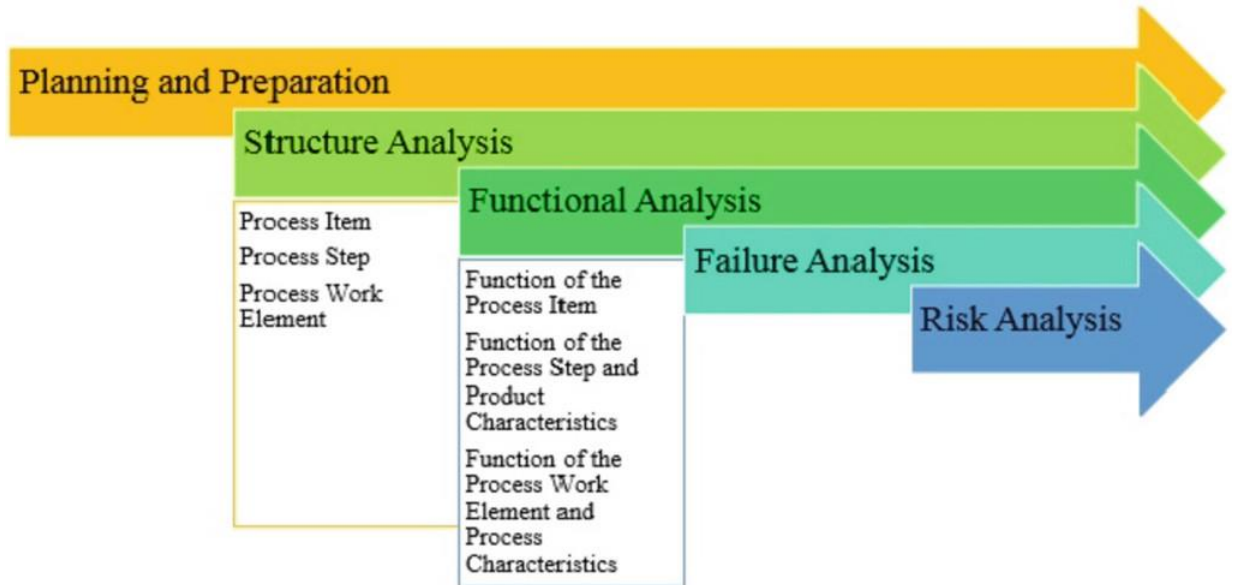 Planning and Preparation
Structure Analysis
Process Item
Process Step
Process Work
Element
Functional Analysis
Function of the
Process Item
Function of the
Process Step and
Product
Characteristics
Function of the
Process Work
Element and
Process
Characteristics
Failure Analysis
Risk Analysis